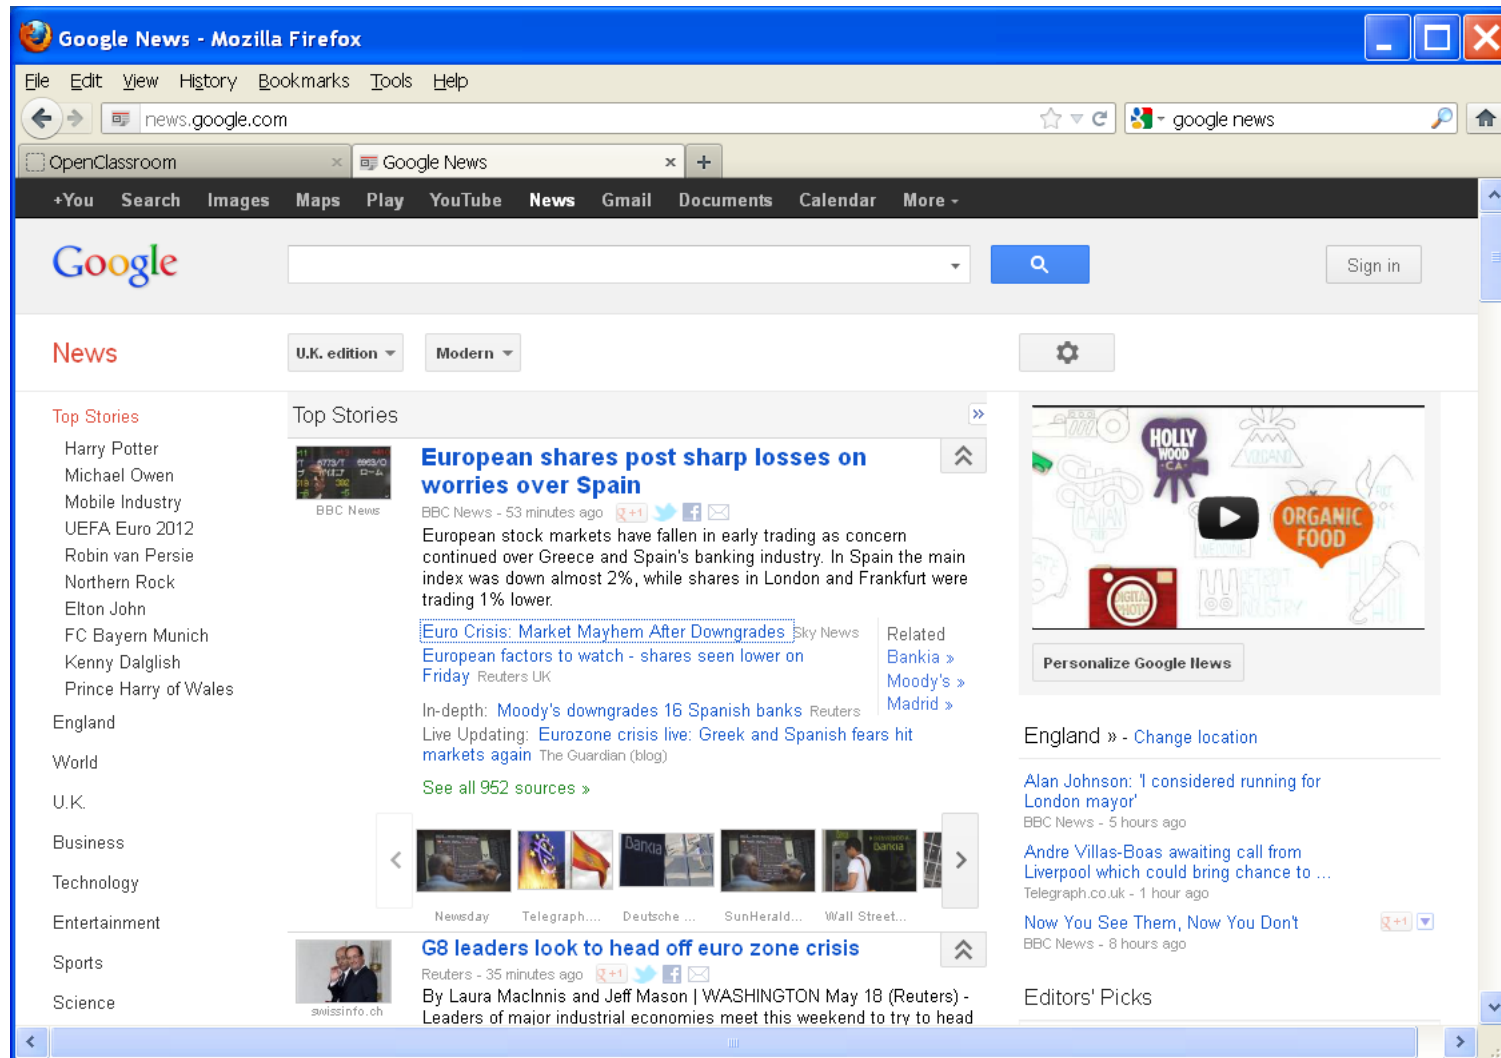 Google News - Mozilla Firefox
File Edit View History Bookmarks Tools Help
news.google.com
google news
OpenClassroom
Google News
+You Search Images Maps Play YouTube News Gmail Documents Calendar More
Google
Sign in
News
U.K. edition
Modern
Top Stories
Harry Potter
Michael Owen
Mobile Industry
UEFA Euro 2012
Robin van Persie
Northern Rock
Elton John
FC Bayern Munich
Kenny Dalglish
Prince Harry of Wales
England
World
U.K.
Business
Technology
Entertainment
Sports
Science
Top Stories
»
BBC News
European shares post sharp losses on
worries over Spain
BBC News - 53 minutes ago
European stock markets have fallen in early trading as concern
continued over Greece and Spain's banking industry. In Spain the main
index was down almost 2%, while shares in London and Frankfurt were
trading 1% lower.
Euro Crisis: Market Mayhem After Downgrades Sky News
European factors to watch - shares seen lower on
Friday Reuters UK
In-depth: Moody's downgrades 16 Spanish banks Reuters
Live Updating: Eurozone crisis live: Greek and Spanish fears hit
markets again The Guardian (blog)
See all 952 sources »
Related
Bankia »
Moody's »
Madrid »
Bankia
Bankia
Newsday
Telegraph....
Deutsche ...
SunHerald...
Wall Street...
G8 leaders look to head off euro zone crisis
Reuters - 35 minutes ago
swissinfo.ch
By Laura MacInnis and Jeff Mason | WASHINGTON May 18 (Reuters) -
Leaders of major industrial economies meet this weekend to try to head
HOLLY
WOOD
CA
VOLCANO
ORGANIC
FOOD
DIGITAL
PHOTO
Personalize Google News
England » - Change location
Alan Johnson: 'I considered running for
London mayor'
BBC News - 5 hours ago
Andre Villas-Boas awaiting call from
Liverpool which could bring chance to ...
Telegraph.co.uk - 1 hour ago
Now You See Them, Now You Don't
BBC News - 8 hours ago
Editors' Picks